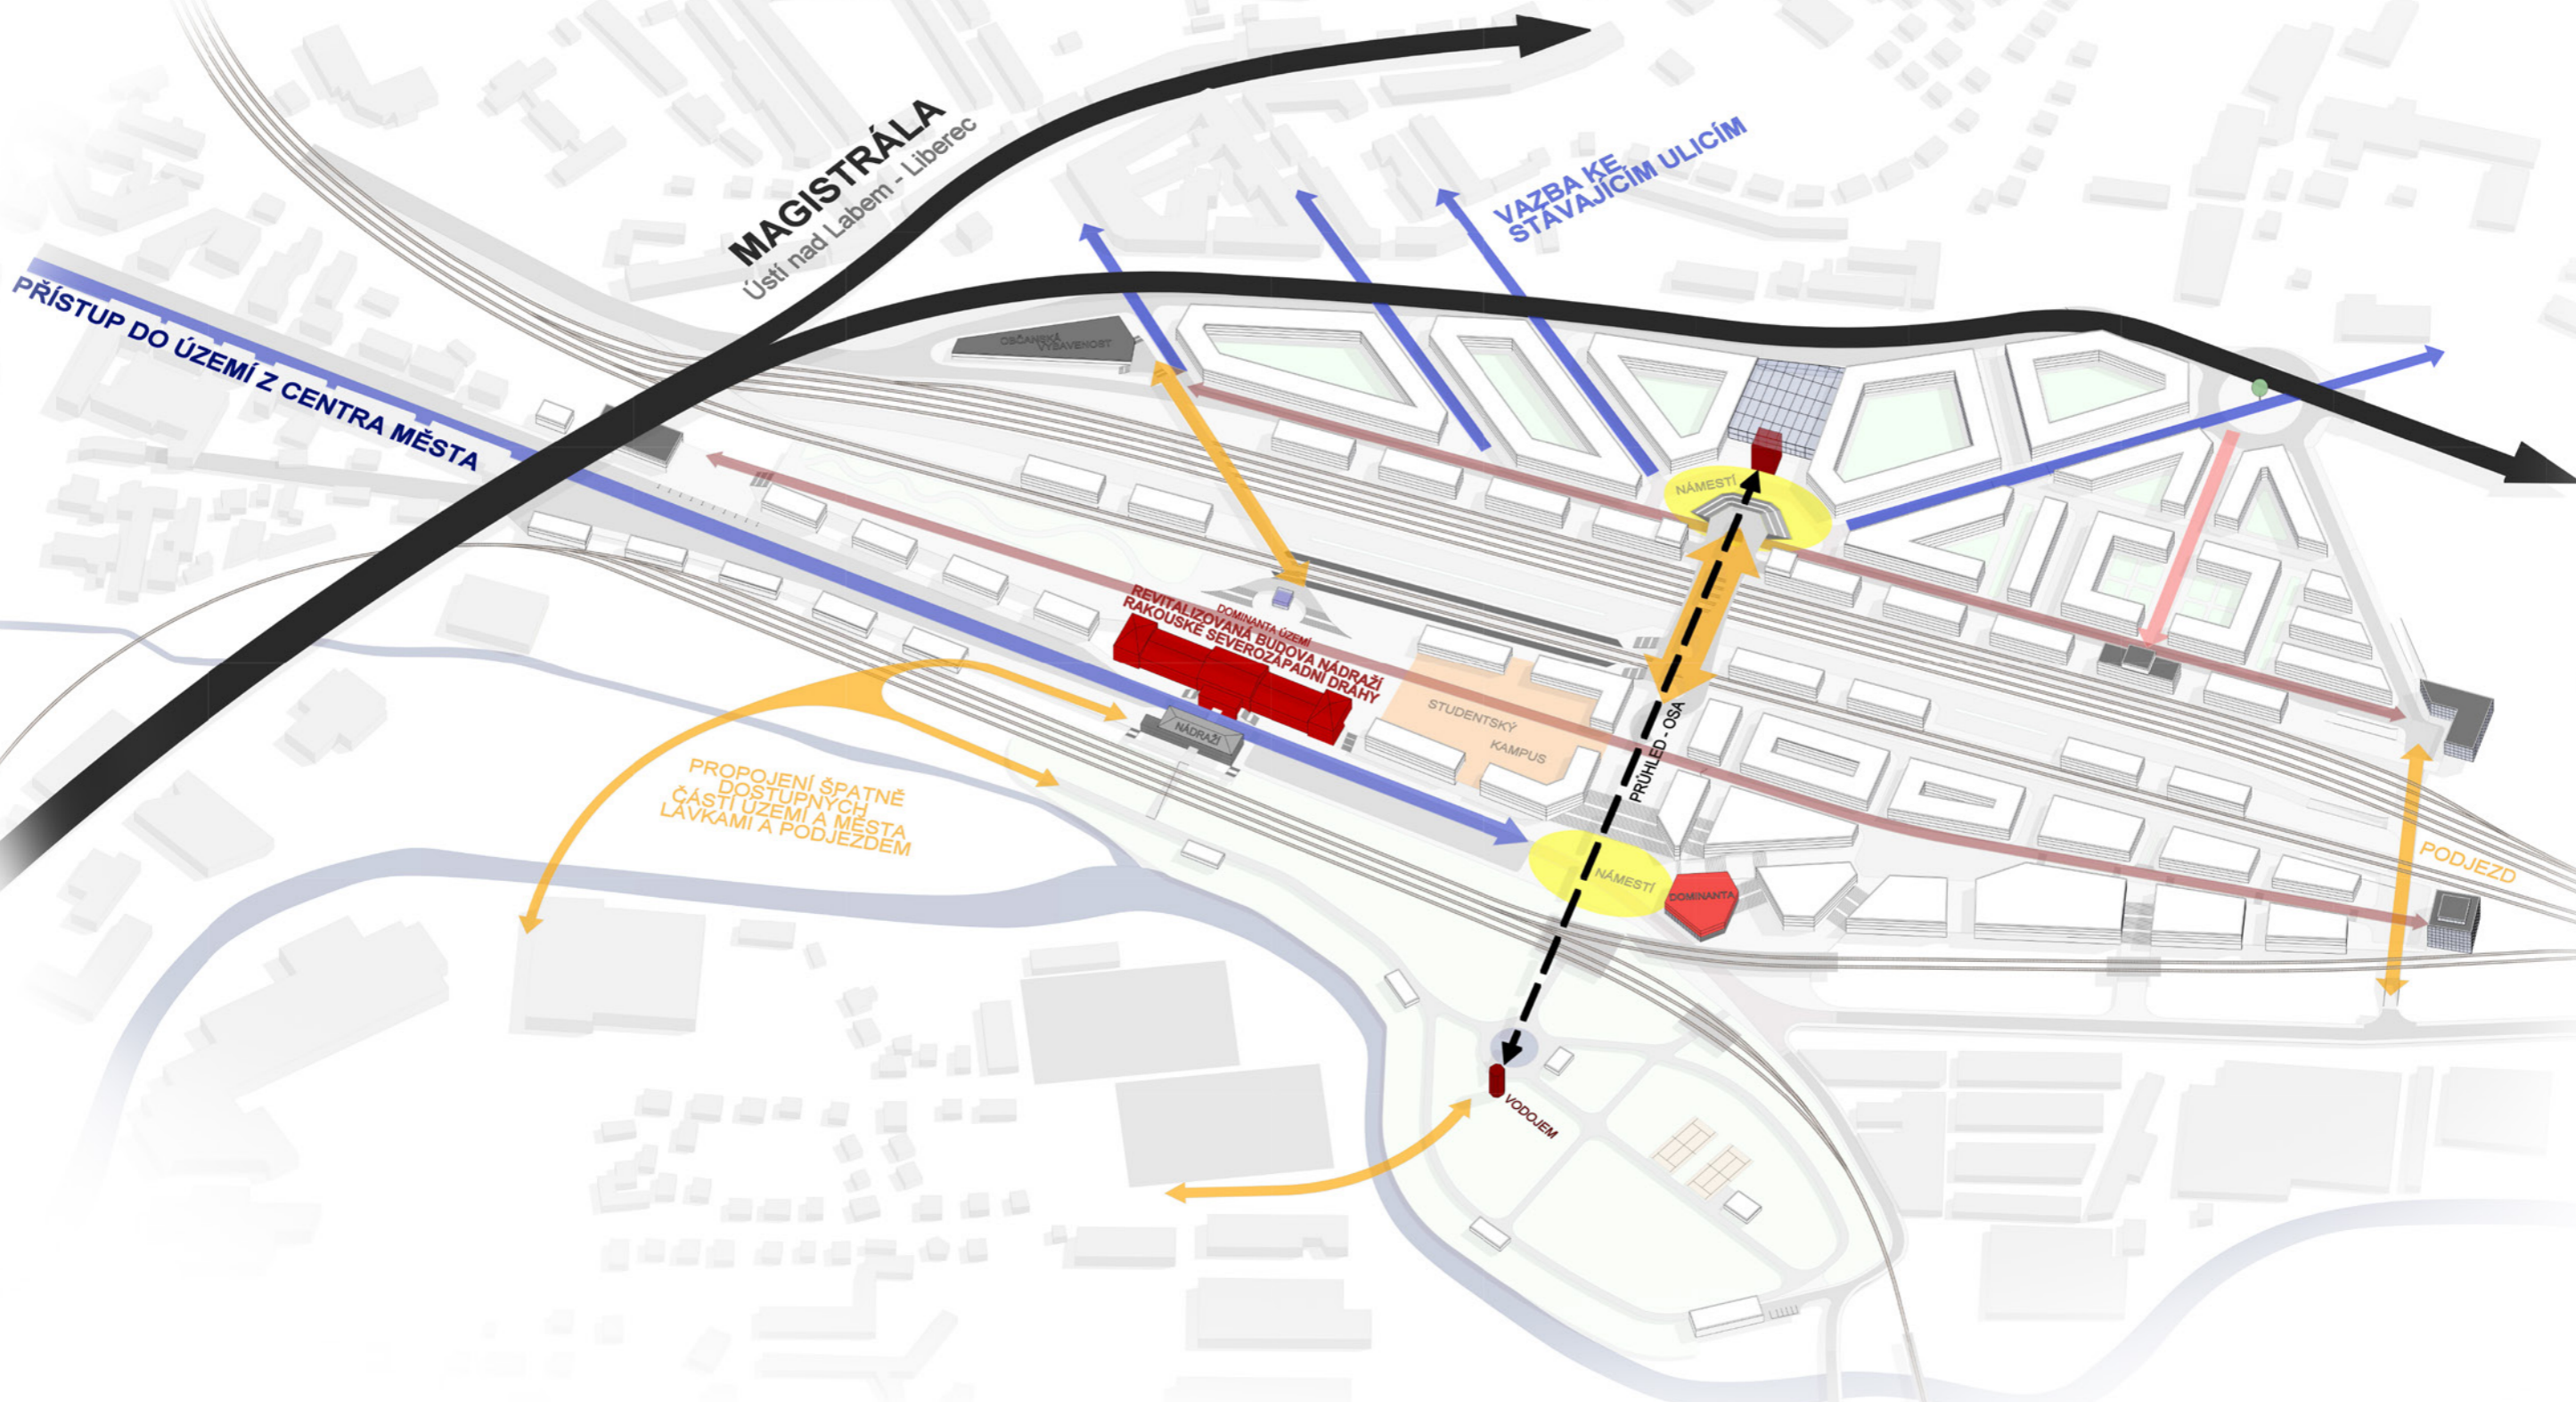 MAGISTRÁLA
Ústí nad Labem - Liberec
VAZBA KE
STÁVAJÍCÍM ULICÍM
PŘÍSTUP DO ÚZEMÍ Z CENTRA MĚSTA
OBČANSKÁ
VYBAVENOST
NÁMESTÍ
DOMINANTA ÚZEMÍ
REVITALIZOVANÁ BUDOVA NÁDRAŽÍ
RAKOUSKÉ SEVEROZÁPADNÍ DRÁHY
NÁDRAŽÍ
STUDENTSKÝ
KAMPUS
PRŮHLED - OSA
PROPOJENÍ ŠPATNĚ
DOSTUPNÝCH
ČÁSTÍ ÚZEMÍ A MĚSTA
LÁVKAMI A PODJEZDEM
NÁMESTÍ
DOMINANTA
PODJEZD
VODOJEM